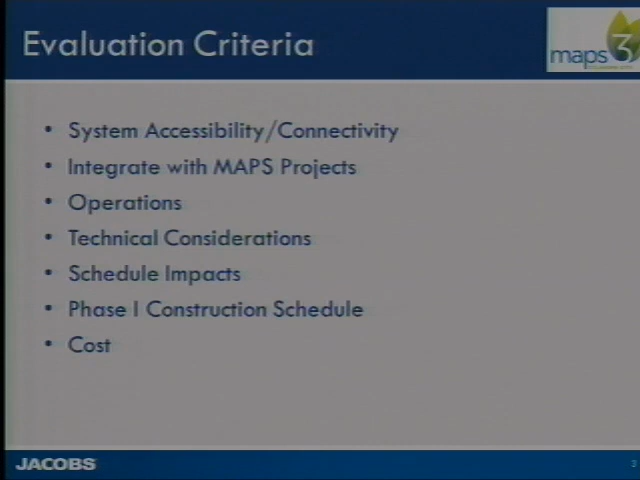 Evaluation Criteria
maps 3
• System Accessibility/Connectivity
• Integrate with MAPS Projects
• Operations
• Technical Considerations
• Schedule Impacts
• Phase I Construction Schedule
• Cost
JACOBS
3